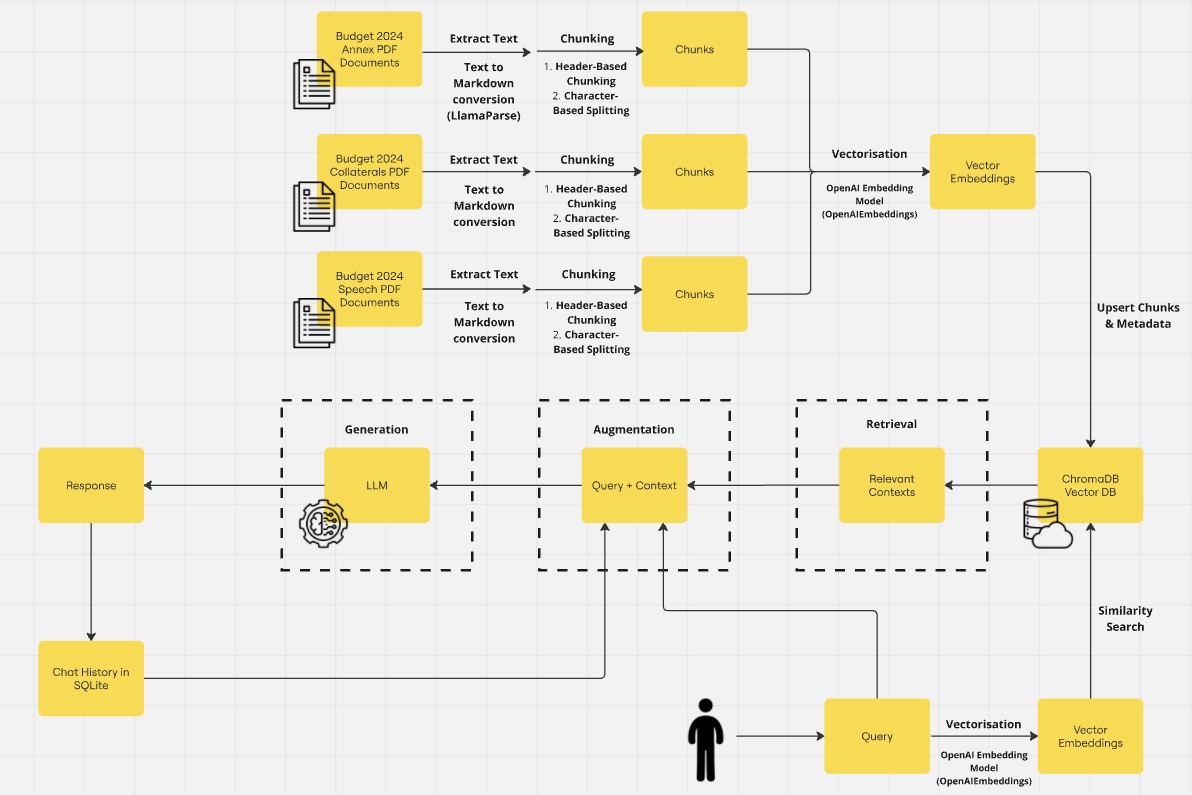 Budget 2024
Annex PDF
Documents
Extract Text
Text to
Markdown
conversion
(LlamaParse)
Chunking
1. Header-Based
Chunking
2. Character-
Based Splitting
Chunks
Budget 2024
Collaterals PDF
Documents
Extract Text
Text to
Markdown
conversion
Chunking
1. Header-Based
Chunking
2. Character-
Based Splitting
Chunks
Vectorisation
OpenAI Embedding
Model
(OpenAIEmbeddings)
Vector
Embeddings
Budget 2024
Speech PDF
Documents
Extract Text
Text to
Markdown
conversion
Chunking
1. Header-Based
Chunking
2. Character-
Based Splitting
Chunks
Upsert Chunks
& Metadata
Response
Generation
LLM
Augmentation
Query + Context
Retrieval
Relevant
Contexts
ChromaDB
Vector DB
Similarity
Search
Chat History in
SQLite
Query
Vectorisation
OpenAI Embedding
Model
(OpenAIEmbeddings)
Vector
Embeddings